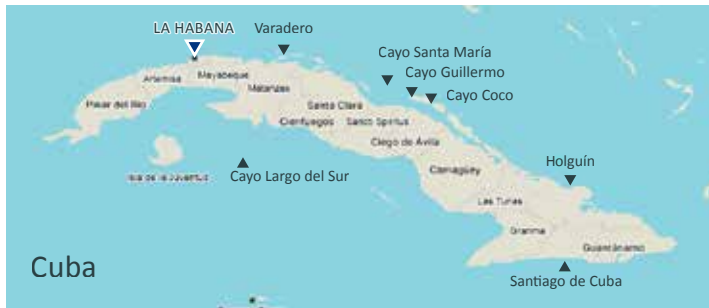 LA HABANA
Varadero
Cayo Santa María
Cayo Guillermo
Cayo Coco
Artemisa
Mayabeque
Matanzas
Pinar del Rio
Santa Clara
Cienfuegos
Sancti Spiritus
Ciego de Ávila
Isla de la Juventud
Cayo Largo del Sur
Camagüey
Holguín
Las Tunas
Granma
Guantánamo
Cuba
Santiago de Cuba